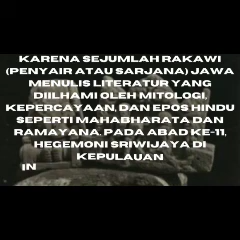 KARENA SEJUMLAH RAKAWI
(PENYAIR ATAU SARJANA) JAWA
MENULIS LITERATUR YANG
DIILHAMI OLEH MITOLOGI,
KEPERCAYAAN, DAN EPOS HINDU
SEPERTI MAHABHARATA DAN
RAMAYANA. PADA ABAD KE-11,
HEGEMONI SRIWIJAYA DI
KEPULAUAN
IN